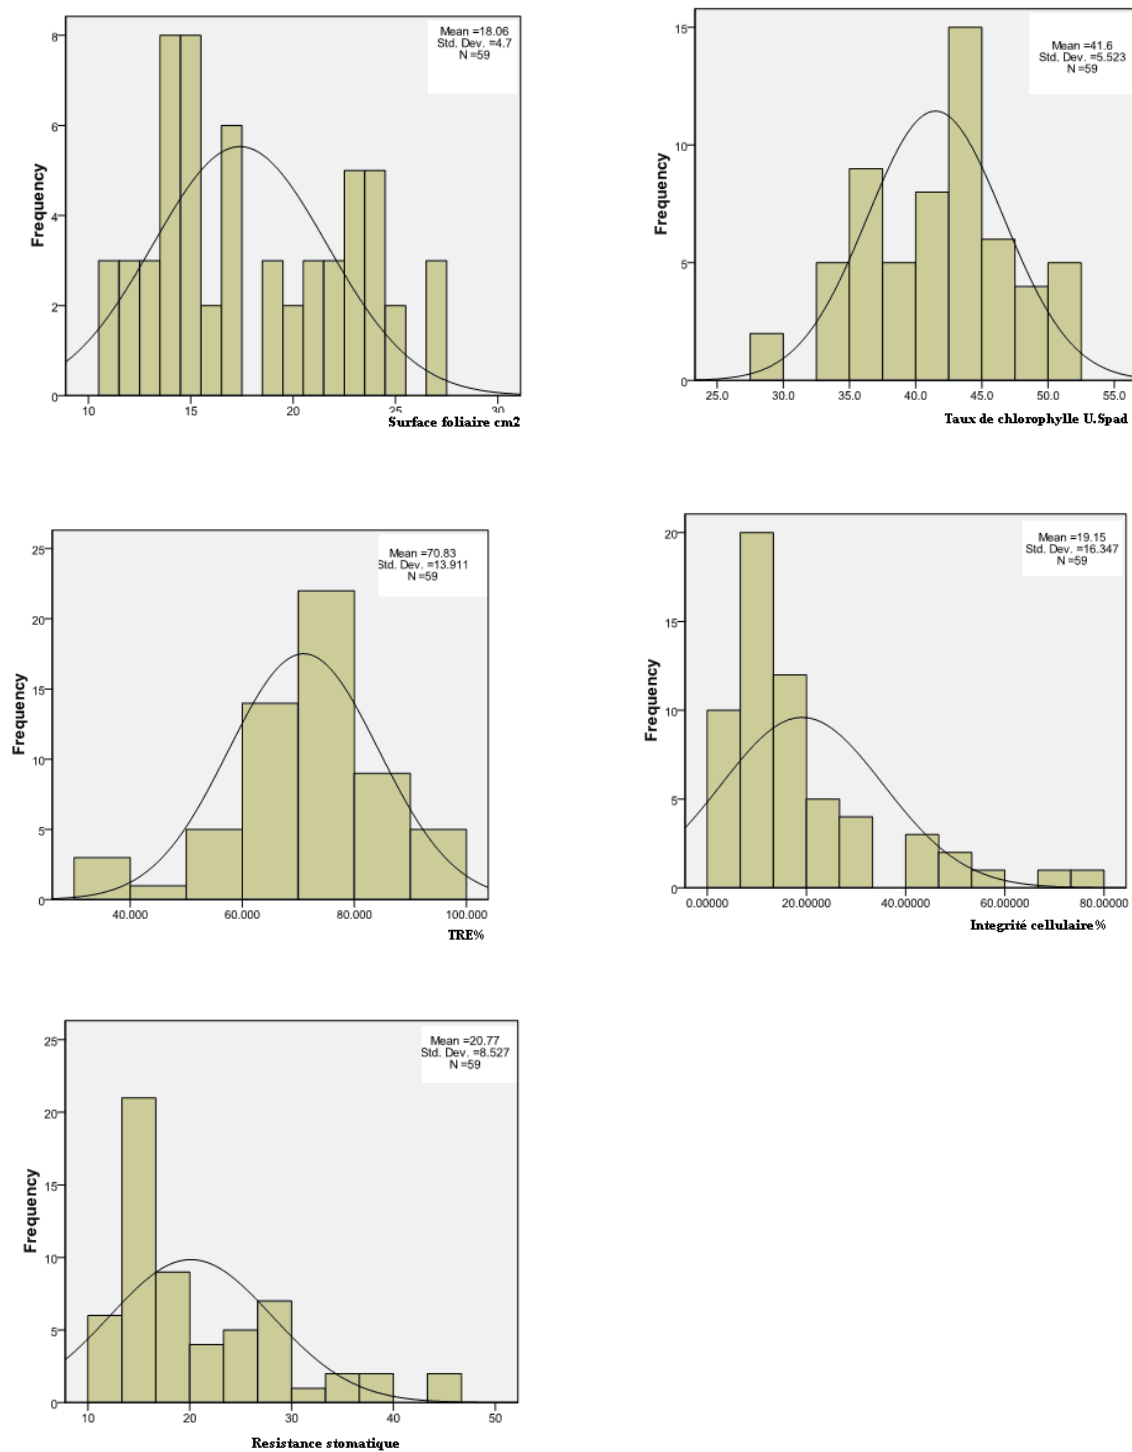 Mean =18.06
Std. Dev. =4.7
N =59
8
6
4
2
0
Frequency
10 15 20 25 30
Surface foliaire cm2
Mean =41.6
Std. Dev. =5.523
N =59
15
10
5
0
Frequency
25.0 30.0 35.0 40.0 45.0 50.0 55.0
Taux de chlorophylle U.Spad
Mean =70.83
Std. Dev. =13.911
N =59
25
20
15
10
5
0
Frequency
40.000 60.000 80.000 100.000
TRE%
Mean =19.15
Std. Dev. =16.347
N =59
20
15
10
5
0
Frequency
0.00000 20.00000 40.00000 60.00000 80.00000
Integrité cellulaire%
Mean =20.77
Std. Dev. =8.527
N =59
25
20
15
10
5
0
Frequency
10 20 30 40 50
Resistance stomatique